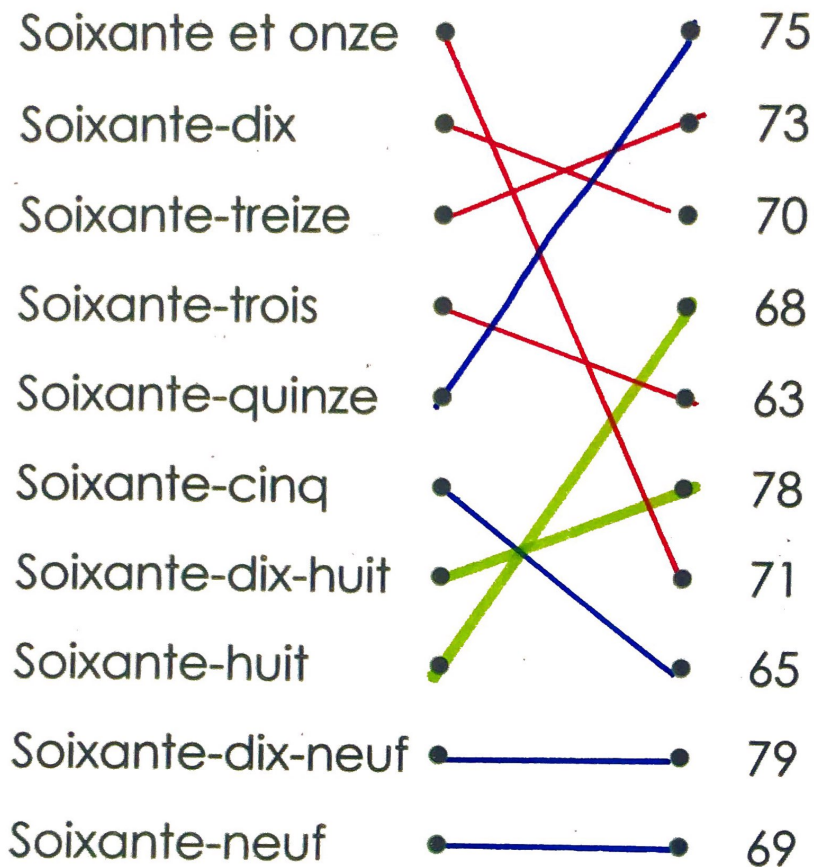 Soixante et onze 75
Soixante-dix 73
Soixante-treize 70
Soixante-trois 68
Soixante-quinze 63
Soixante-cinq 78
Soixante-dix-huit 71
Soixante-huit 65
Soixante-dix-neuf 79
Soixante-neuf 69